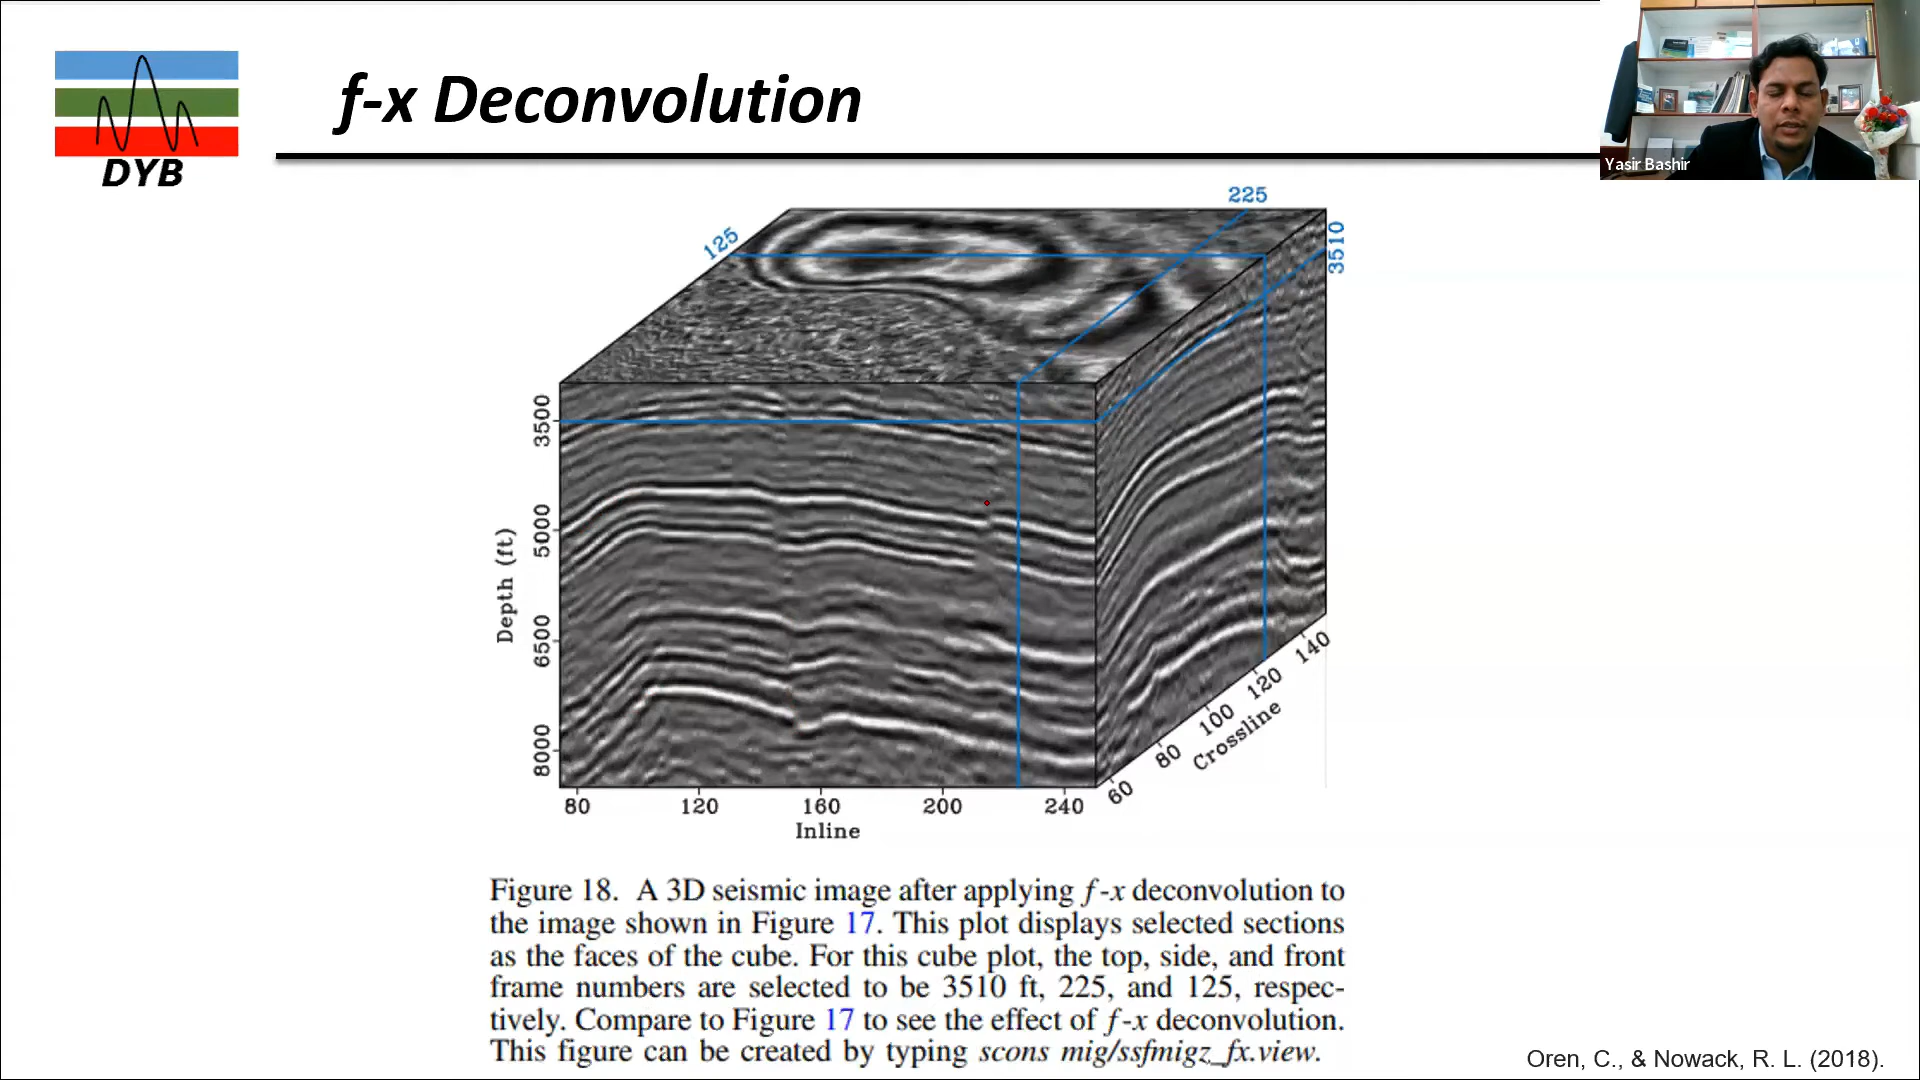 f-x Deconvolution
DYB
Yasir Bashir
225
125
3510
3500
5000
6500
8000
Depth (ft)
80 120 160 200 240
Inline
60 80 100 120 140
Crossline
Figure 18. A 3D seismic image after applying f-x deconvolution to
the image shown in Figure 17. This plot displays selected sections
as the faces of the cube. For this cube plot, the top, side, and front
frame numbers are selected to be 3510 ft, 225, and 125, respec-
tively. Compare to Figure 17 to see the effect of f-x deconvolution.
This figure can be created by typing scons mig/ssfmigz_fx.view.
Oren, C., & Nowack, R. L. (2018).